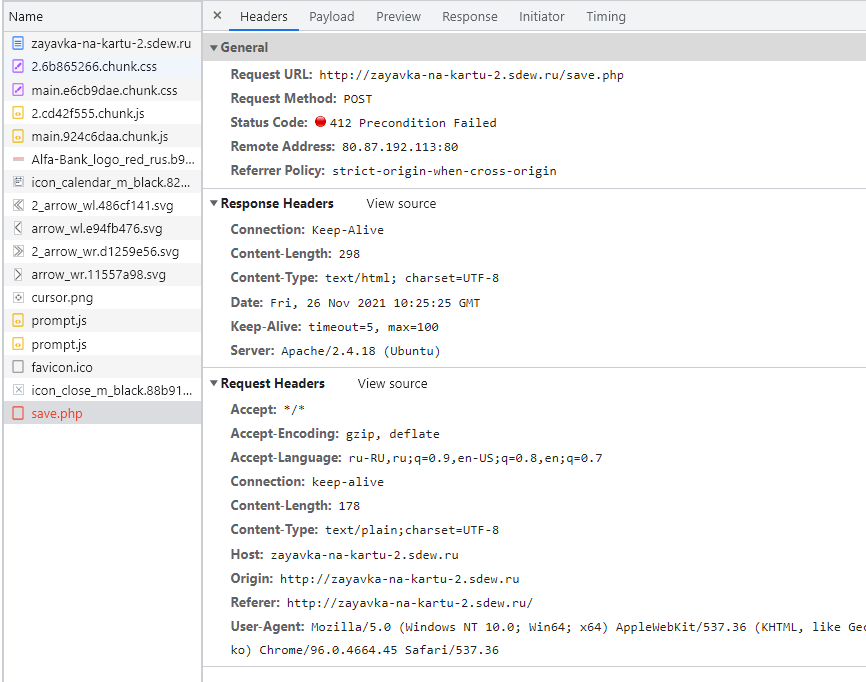 Name
zayavka-na-kartu-2.sdew.ru
2.6b865266.chunk.css
main.e6cb9dae.chunk.css
2.cd42f555.chunk.js
main.924c6daa.chunk.js
Alfa-Bank_logo_red_rus.b9...
icon_calendar_m_black.82...
2_arrow_wl.486cf141.svg
arrow_wl.e94fb476.svg
2_arrow_wr.d1259e56.svg
arrow_wr.11557a98.svg
cursor.png
prompt.js
prompt.js
favicon.ico
icon_close_m_black.88b91...
save.php
× Headers Payload Preview Response Initiator Timing
General
Request URL: http://zayavka-na-kartu-2.sdew.ru/save.php
Request Method: POST
Status Code: 412 Precondition Failed
Remote Address: 80.87.192.113:80
Referrer Policy: strict-origin-when-cross-origin
Response Headers View source
Connection: Keep-Alive
Content-Length: 298
Content-Type: text/html; charset=UTF-8
Date: Fri, 26 Nov 2021 10:25:25 GMT
Keep-Alive: timeout=5, max=100
Server: Apache/2.4.18 (Ubuntu)
Request Headers View source
Accept: */*
Accept-Encoding: gzip, deflate
Accept-Language: ru-RU,ru;q=0.9,en-US;q=0.8,en;q=0.7
Connection: keep-alive
Content-Length: 178
Content-Type: text/plain;charset=UTF-8
Host: zayavka-na-kartu-2.sdew.ru
Origin: http://zayavka-na-kartu-2.sdew.ru
Referer: http://zayavka-na-kartu-2.sdew.ru/
User-Agent: Mozilla/5.0 (Windows NT 10.0; Win64; x64) AppleWebKit/537.36 (KHTML, like Gec
ko) Chrome/96.0.4664.45 Safari/537.36